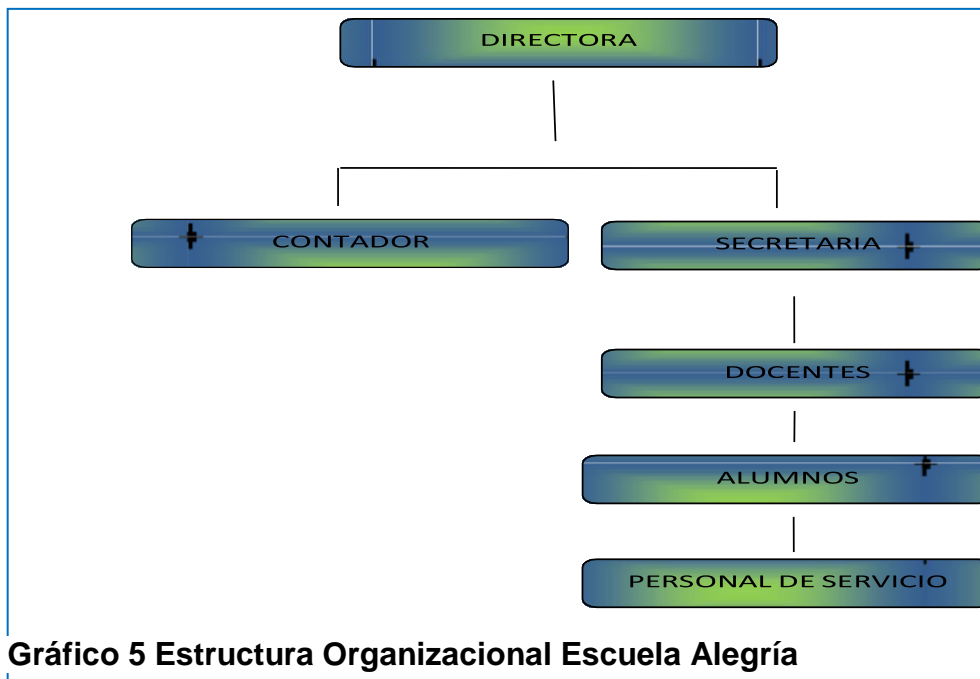 DIRECTORA
CONTADOR
SECRETARIA
DOCENTES
ALUMNOS
PERSONAL DE SERVICIO
Gráfico 5 Estructura Organizacional Escuela Alegría